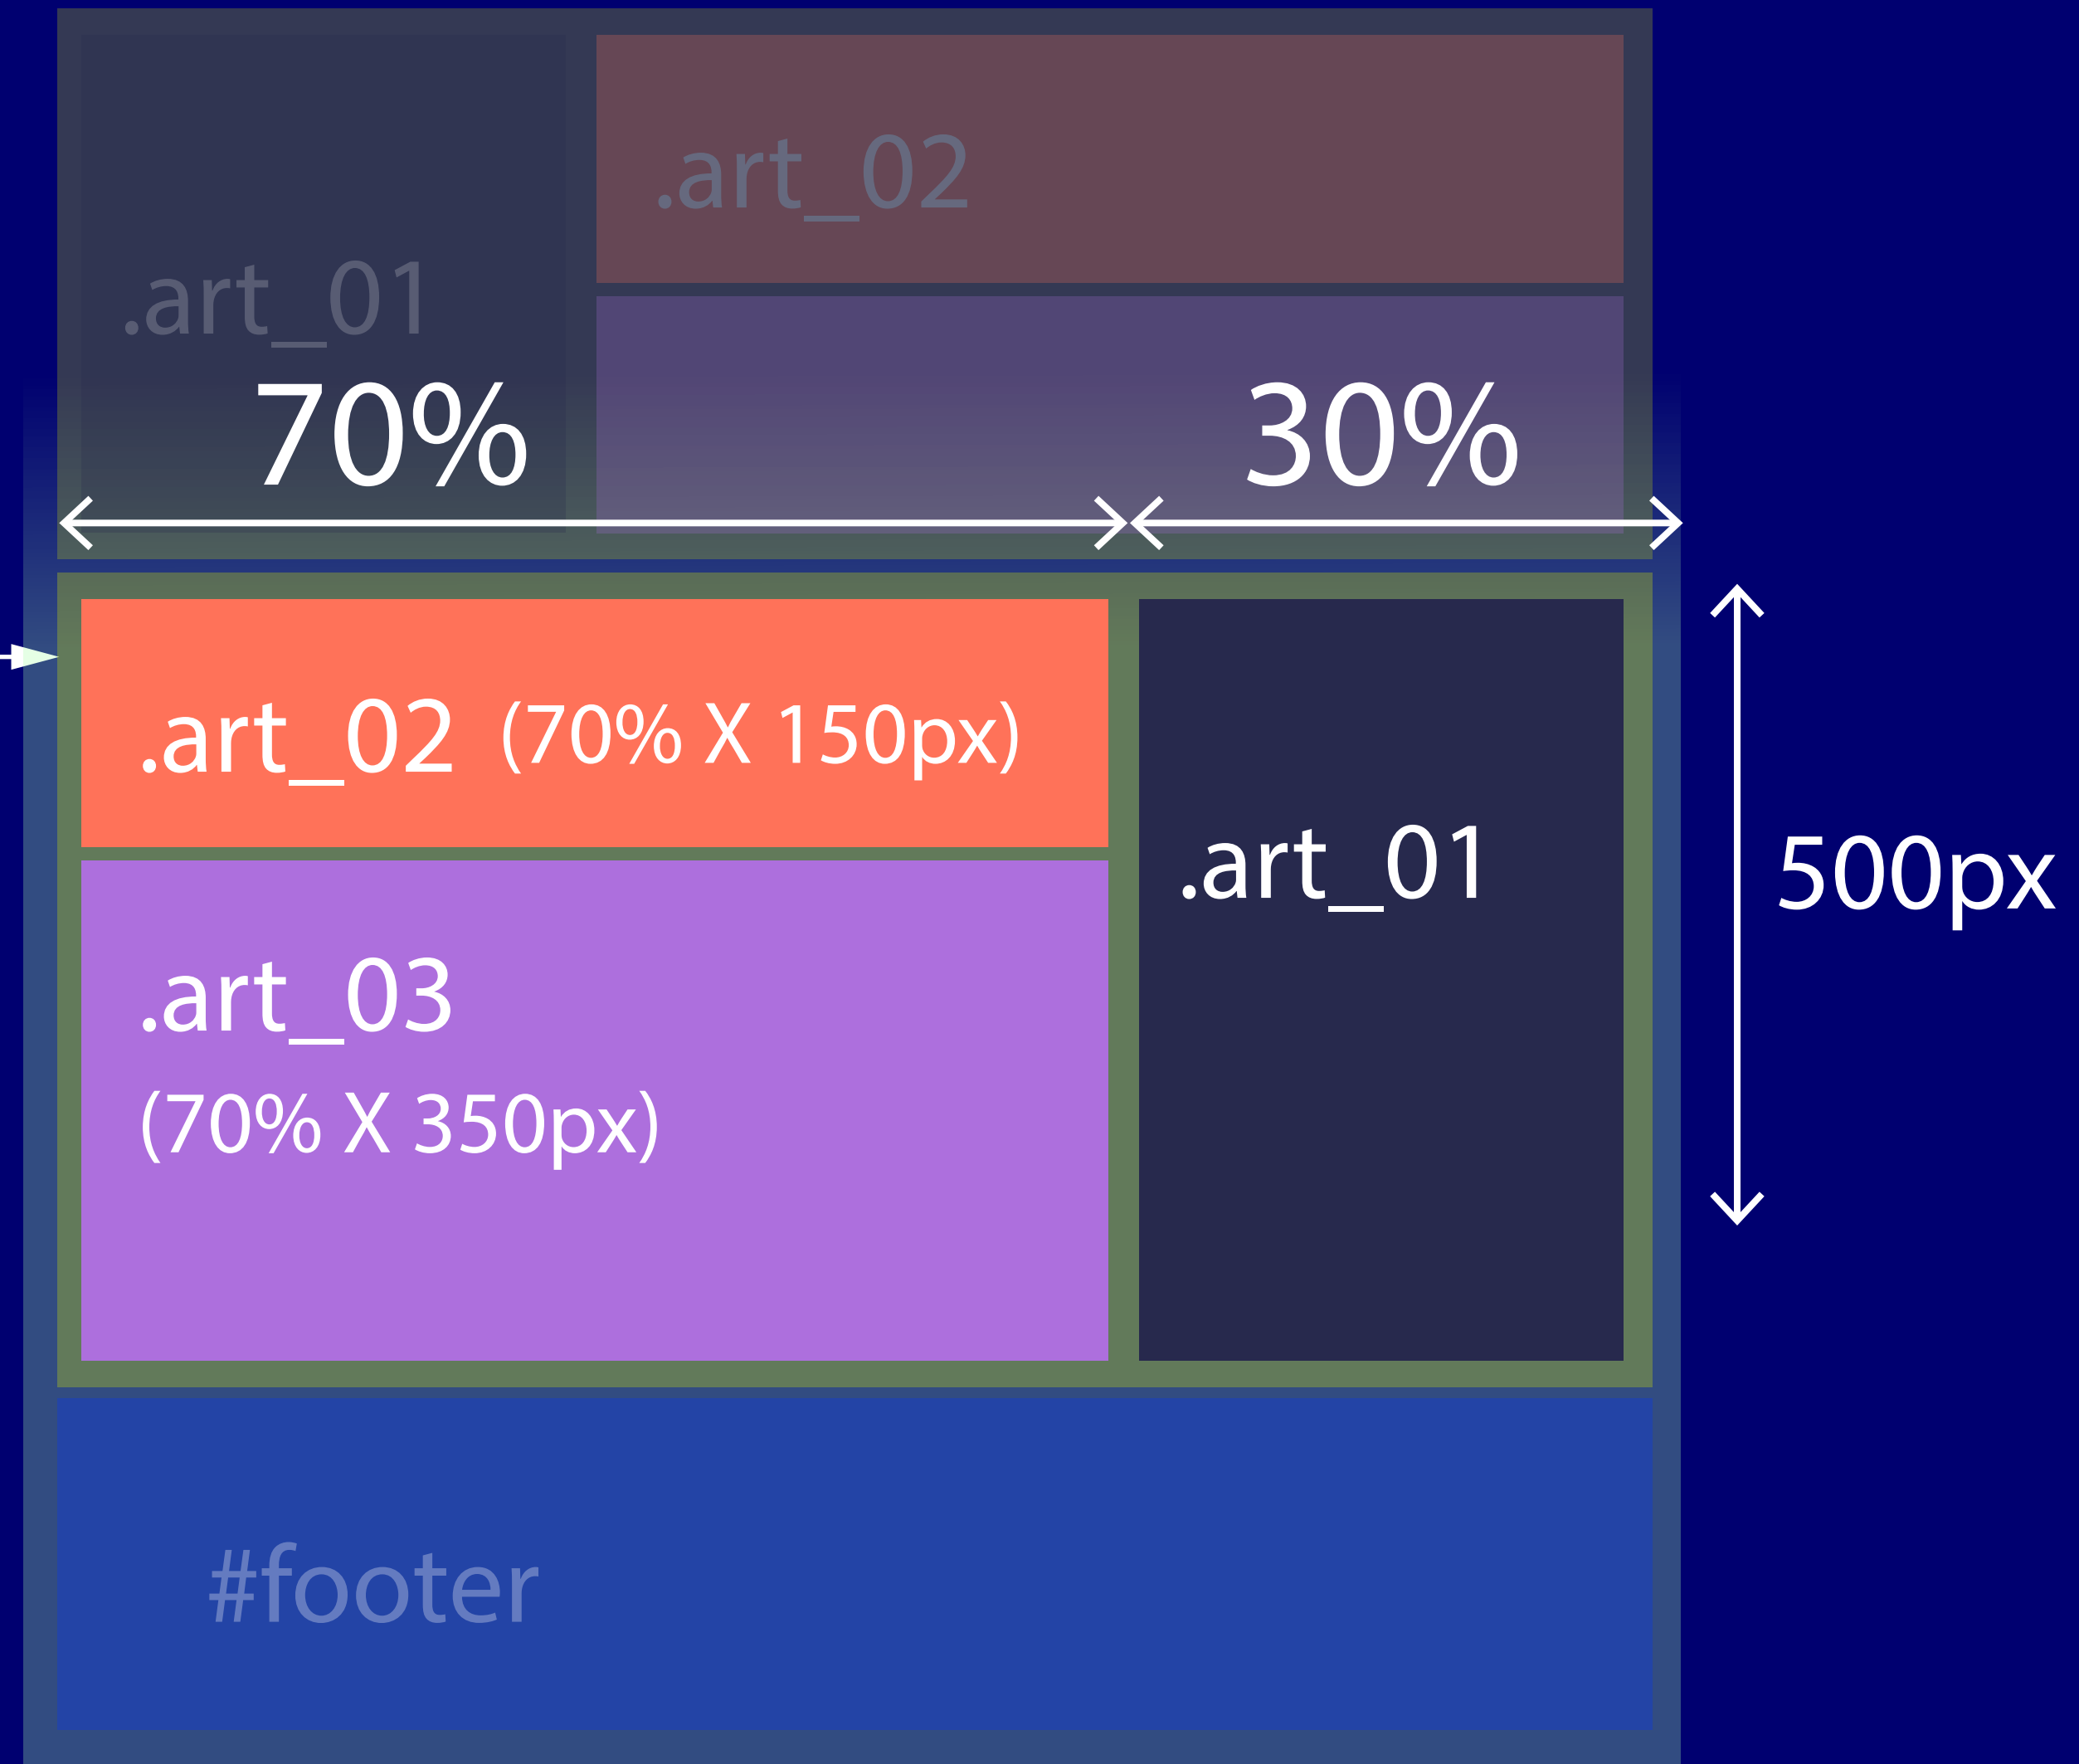 .art_02
.art_01
70%
30%
.art_02 (70% X 150px)
.art_01
500px
.art_03
(70% X 350px)
#footer